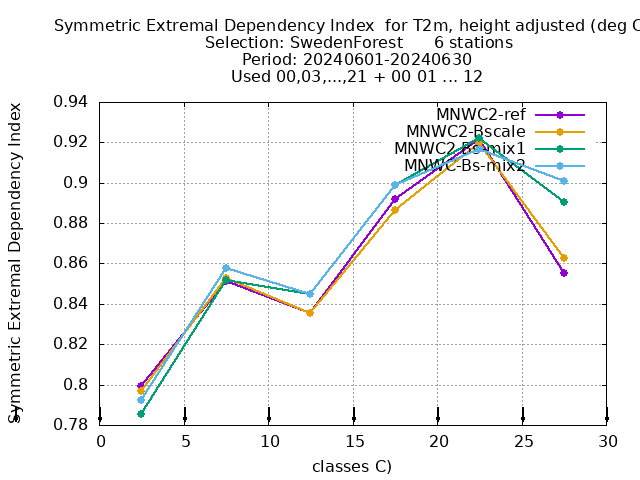 Symmetric Extremal Dependency Index for T2m, height adjusted (deg C
Selection: SwedenForest 6 stations
Period: 20240601-20240630
Used 00,03,...,21 + 00 01 ... 12
Symmetric Extremal Dependency Index
0.94
0.92
0.9
0.88
0.86
0.84
0.82
0.8
0.78
MNWC2-ref
MNWC2-Bscale
MNWC2-Bs-mix1
MNWC-Bs-mix2
0 5 10 15 20 25 30
classes C)